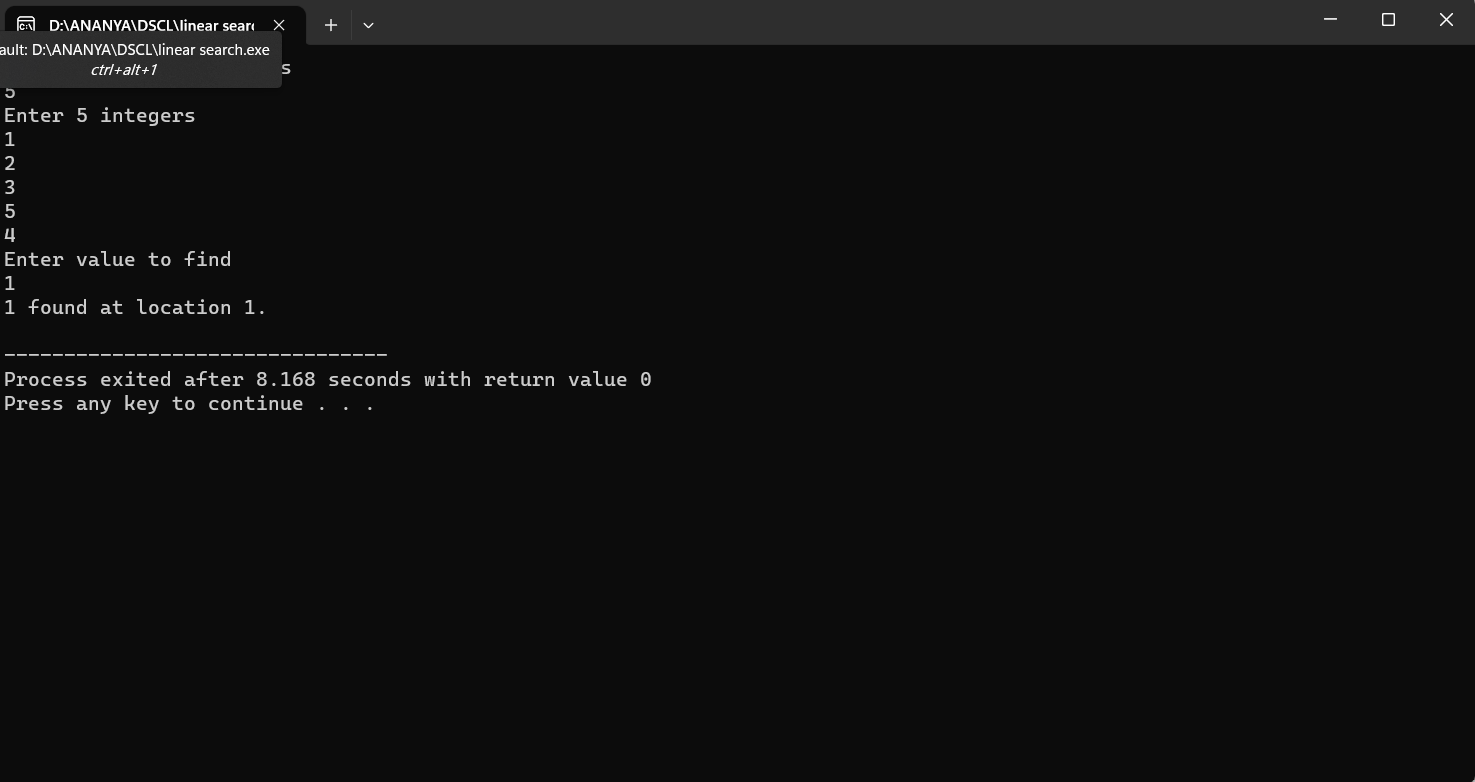 D:\ANANYA\DSCL\linear sear
ault: D:\ANANYA\DSCL\linear search.exe
ctrl+alt+1
s
5
Enter 5 integers
1
2
3
5
4
Enter value to find
1
1 found at location 1.
--------------------------------
Process exited after 8.168 seconds with return value 0
Press any key to continue . . .